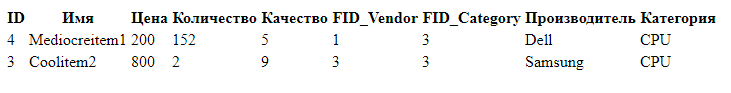 ID Имя Цена Количество Качество FID_Vendor FID_Category Производитель Категория
4 Mediocreitem1 200 152 5 1 3 Dell CPU
3 Coolitem2 800 2 9 3 3 Samsung CPU